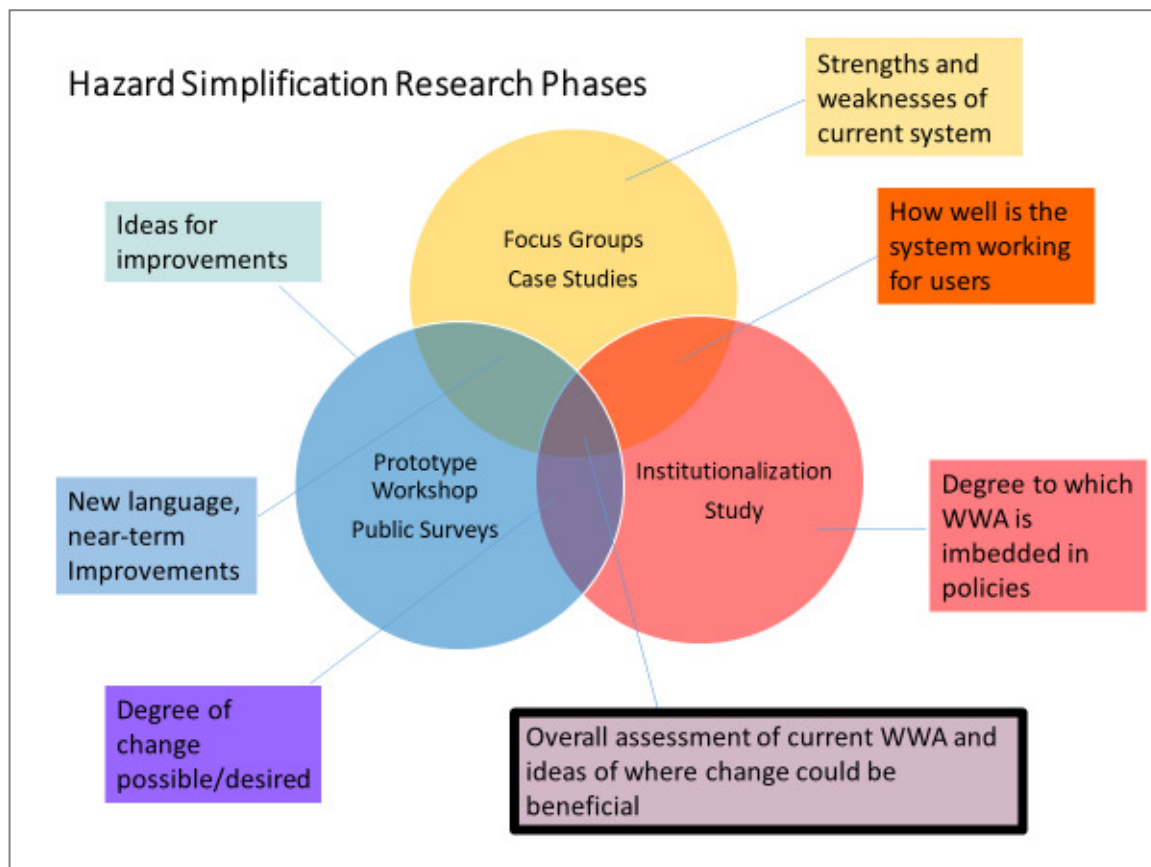 Hazard Simplification Research Phases
Strengths and
weaknesses of
current system
Ideas for
improvements
Focus Groups
Case Studies
How well is the
system working
for users
New language,
near-term
Improvements
Prototype
Workshop
Public Surveys
Institutionalization
Study
Degree to which
WWA is
imbedded in
policies
Degree of
change
possible/desired
Overall assessment of current WWA and
ideas of where change could be
beneficial